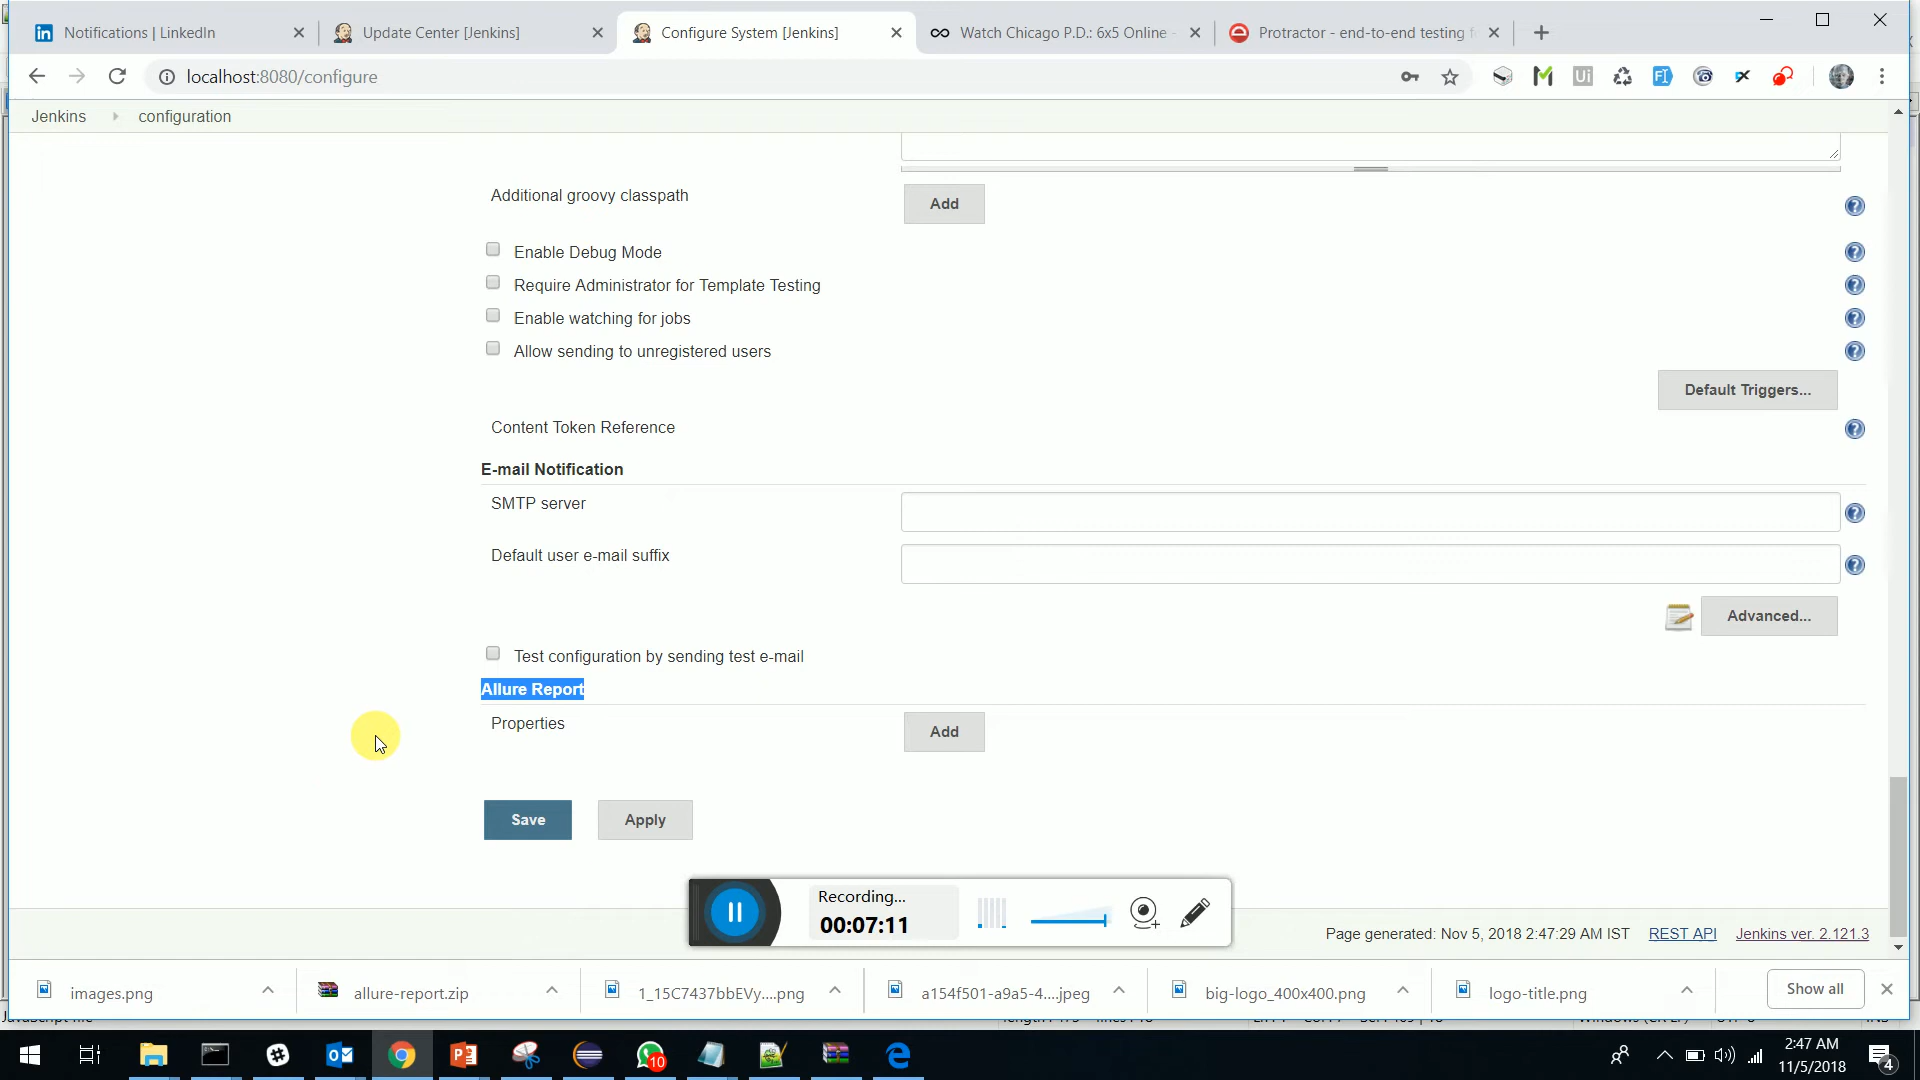 Notifications | LinkedIn
Update Center [Jenkins]
Configure System [Jenkins]
Watch Chicago P.D.: 6x5 Online -
Protractor - end-to-end testing f
localhost:8080/configure
Jenkins
configuration
Additional groovy classpath
Add
Enable Debug Mode
Require Administrator for Template Testing
Enable watching for jobs
Allow sending to unregistered users
Default Triggers...
Content Token Reference
E-mail Notification
SMTP server
Default user e-mail suffix
Advanced...
Test configuration by sending test e-mail
Allure Report
Properties
Add
Save
Apply
Recording...
00:07:11
Page generated: Nov 5, 2018 2:47:29 AM IST
REST API
Jenkins ver. 2.121.3
images.png
allure-report.zip
1_15C7437bbEVy....png
a154f501-a9a5-4....jpeg
big-logo_400x400.png
logo-title.png
Show all
10
2:47 AM
11/5/2018
4